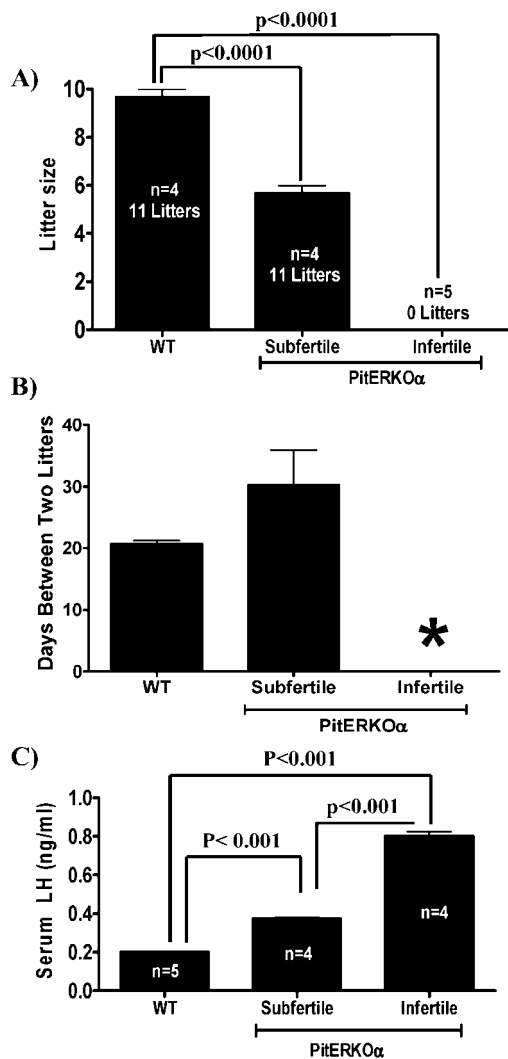 p<0.0001
p<0.0001
A)
10
8
6
4
2
0
Litter size
n=4
11 Litters
n=4
11 Litters
n=5
0 Litters
WT
Subfertile
Infertile
PitERKOα
B)
40
30
20
10
0
Days Between Two Litters
*
WT
Subfertile
Infertile
PitERKOα
C)
P<0.001
p<0.001
P< 0.001
1.0
0.8
0.6
0.4
0.2
0.0
Serum LH (ng/ml)
n=5
n=4
n=4
WT
Subfertile
Infertile
PitERKOα